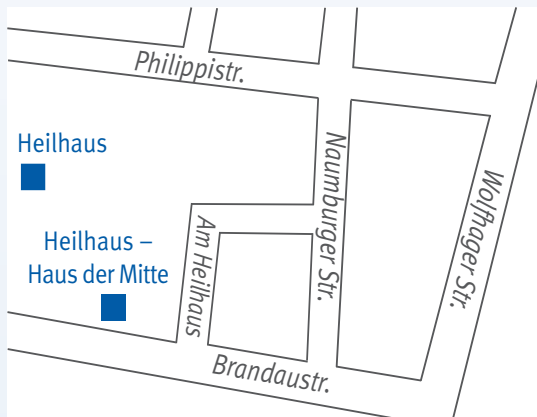 Philippistr.
Heilhaus
Naumburger Str.
Wolfhager Str.
Am Heilhaus
Heilhaus –
Haus der Mitte
Brandaustr.